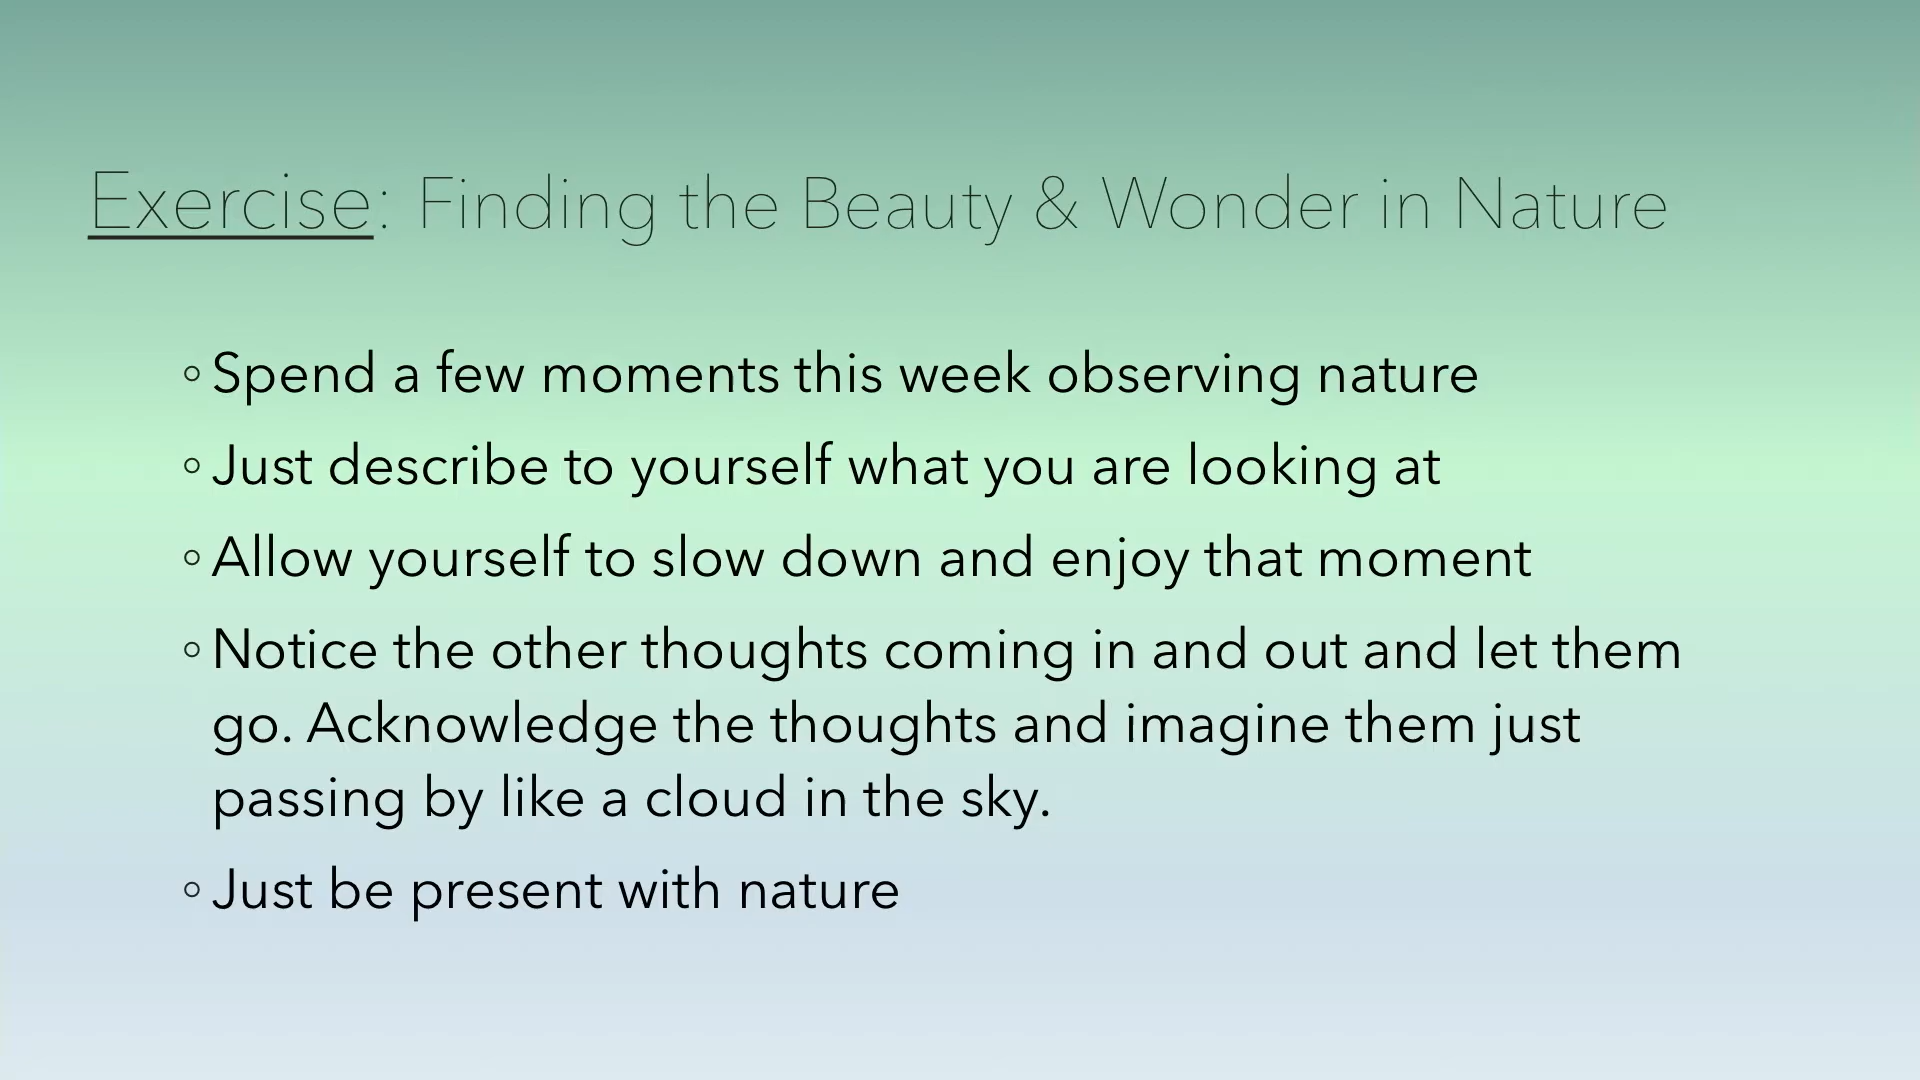 Exercise: Finding the Beauty & Wonder in Nature
◦ Spend a few moments this week observing nature
◦ Just describe to yourself what you are looking at
◦ Allow yourself to slow down and enjoy that moment
◦ Notice the other thoughts coming in and out and let them
go. Acknowledge the thoughts and imagine them just
passing by like a cloud in the sky.
◦ Just be present with nature